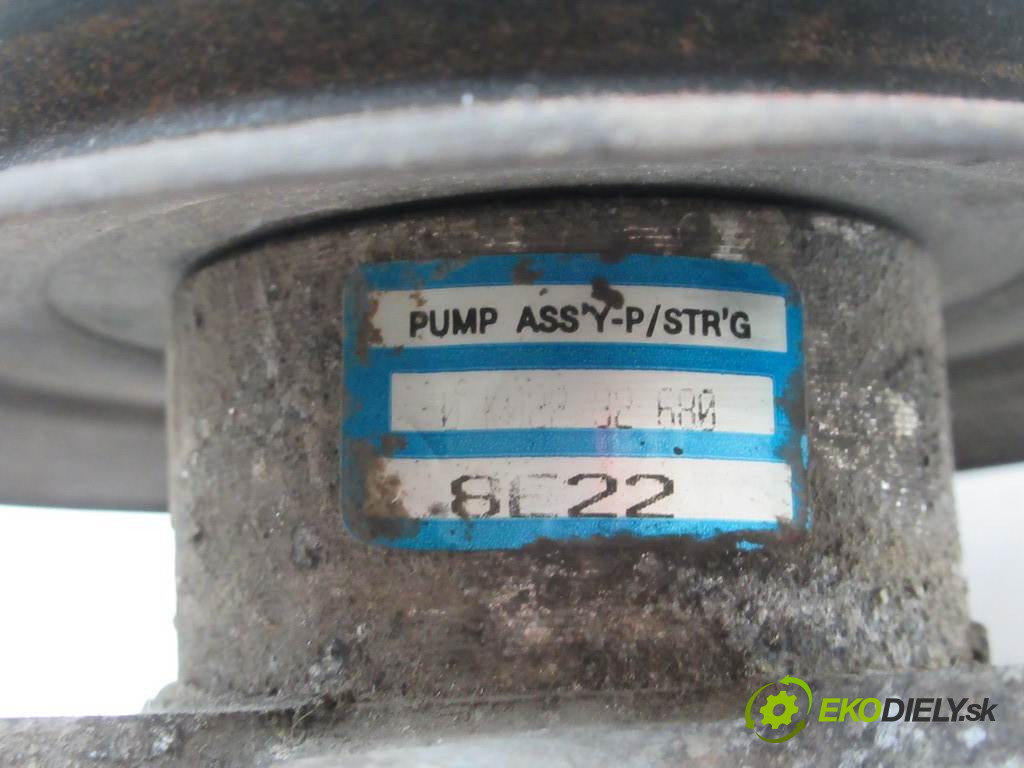 PUMP ASS'Y-P/STR'G
8E22
EKODIELY.sk